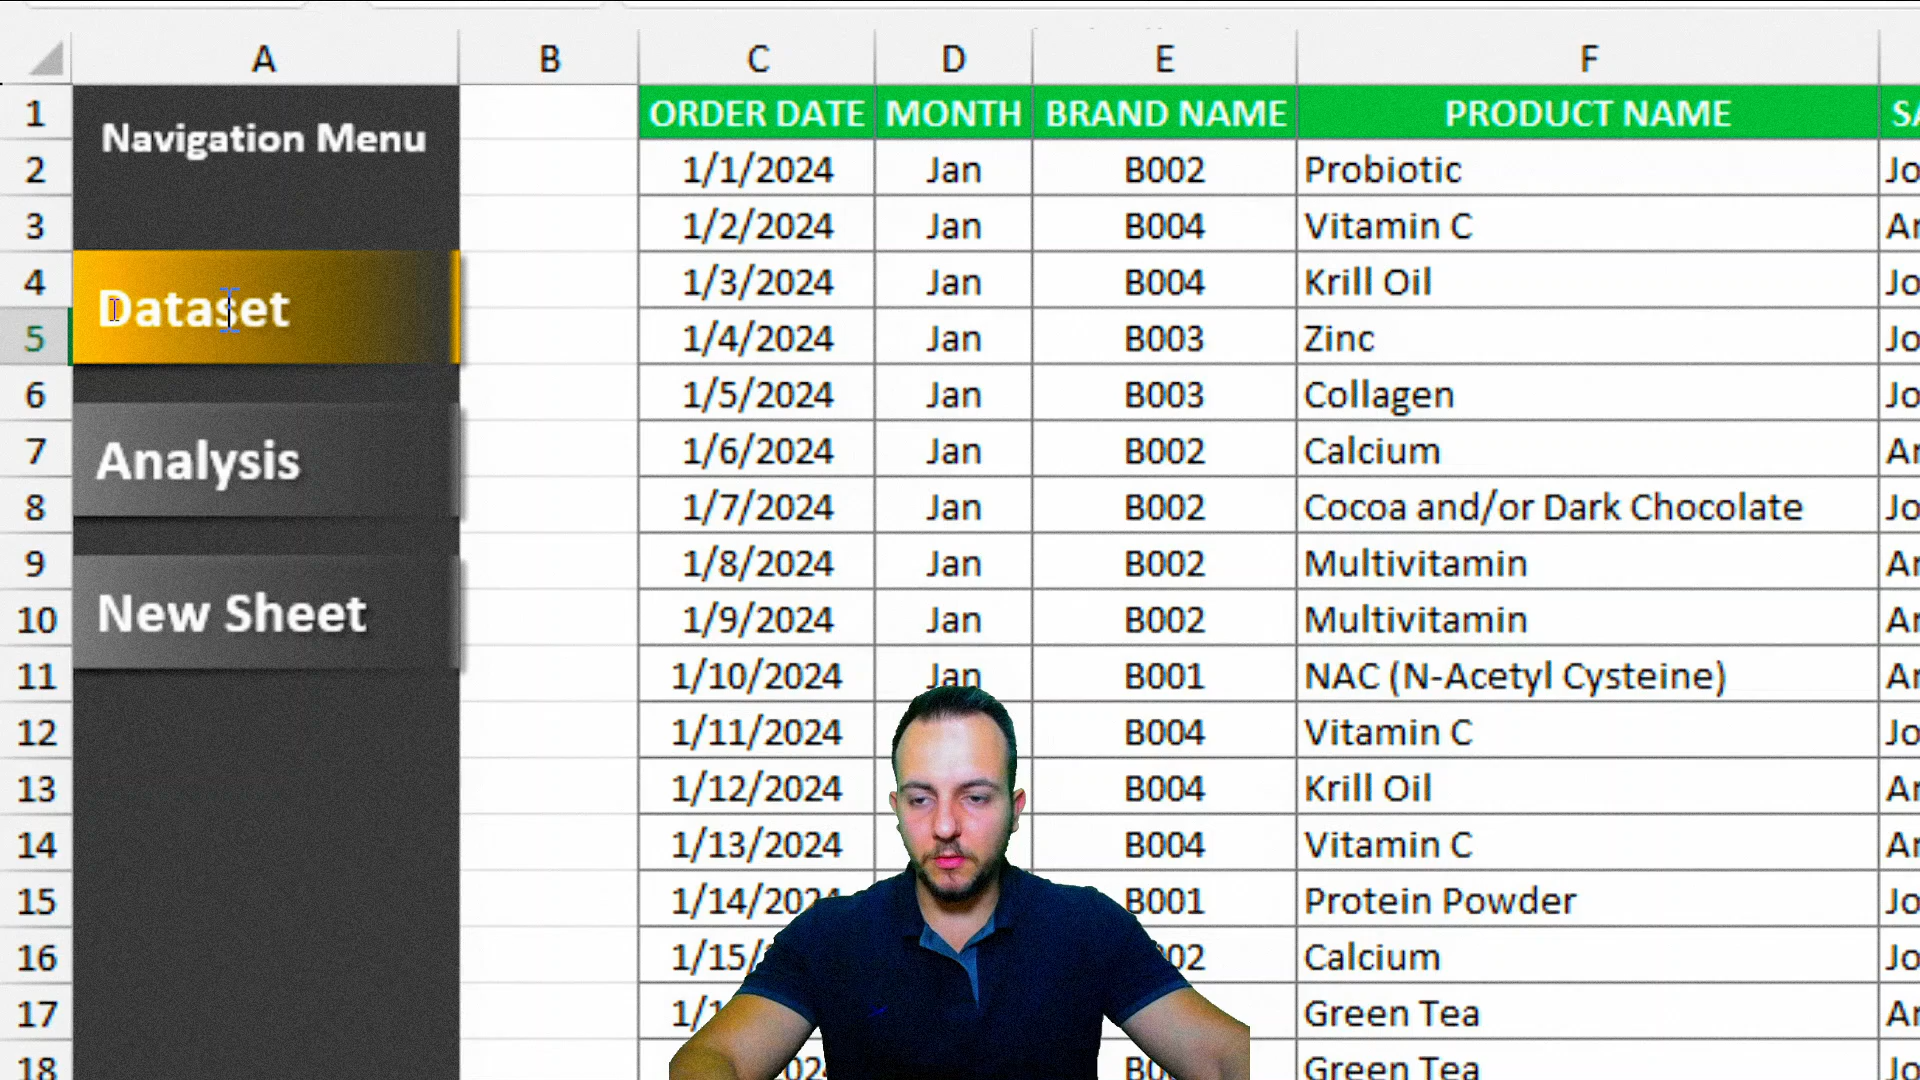 A B C D E F
1 ORDER DATE MONTH BRAND NAME PRODUCT NAME
Navigation Menu
2 1/1/2024 Jan B002 Probiotic
3 1/2/2024 Jan B004 Vitamin C
4 1/3/2024 Jan B004 Krill Oil
Dataset
5 1/4/2024 Jan B003 Zinc
6 1/5/2024 Jan B003 Collagen
7 1/6/2024 Jan B002 Calcium
Analysis
8 1/7/2024 Jan B002 Cocoa and/or Dark Chocolate
9 1/8/2024 Jan B002 Multivitamin
10 1/9/2024 Jan B002 Multivitamin
New Sheet
11 1/10/2024 Jan B001 NAC (N-Acetyl Cysteine)
12 1/11/2024 B004 Vitamin C
13 1/12/2024 B004 Krill Oil
14 1/13/2024 B004 Vitamin C
15 1/14/2024 B001 Protein Powder
16 Calcium
17 Green Tea
18 Green Tea